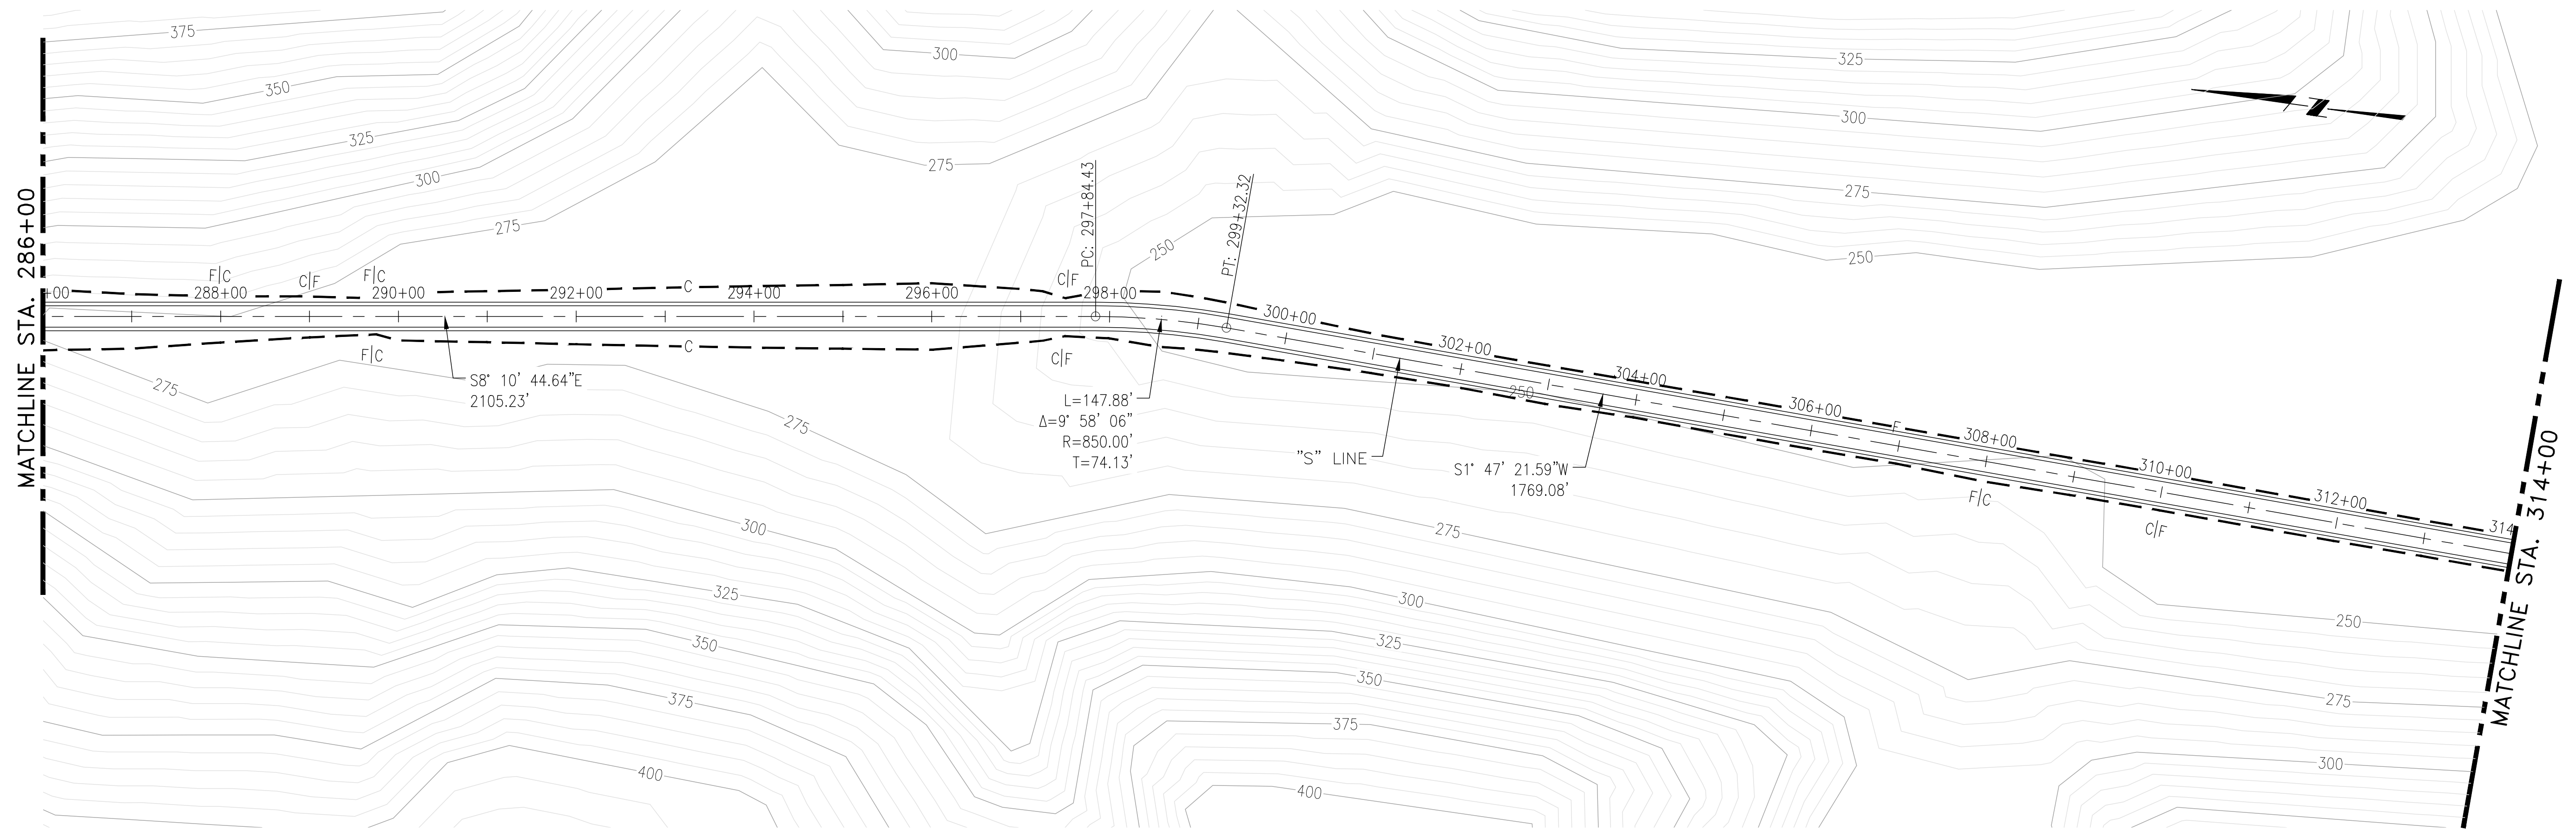 375
300
325
350
300
325
275
300
275
275
250
250
MATCHLINE STA. 286+00
PC: 297+84.43
PT: 299+32.32
F|C
C|F
F|C
C
C|F
+00
288+00
290+00
292+00
294+00
296+00
298+00
300+00
302+00
304+00
306+00
308+00
310+00
312+00
314
F
F|C
C
C|F
F|C
C|F
S8° 10' 44.64"E
2105.23'
L=147.88'
Δ=9° 58' 06"
R=850.00'
T=74.13'
"S" LINE
S1° 47' 21.59"W
1769.08'
MATCHLINE STA. 314+00
N
275
275
250
300
275
325
300
250
350
325
275
375
350
300
400
375
400